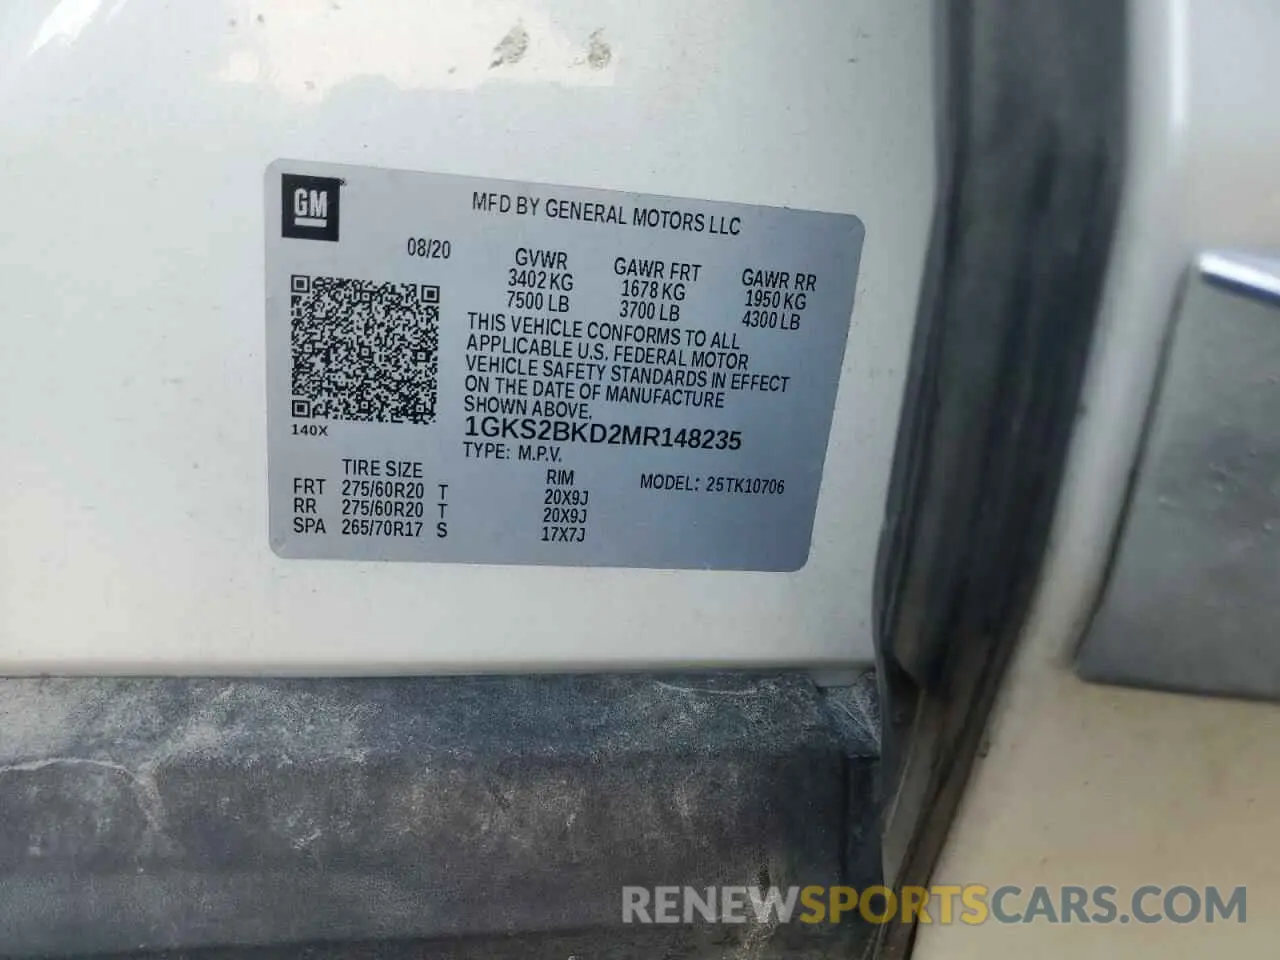 GM
MFD BY GENERAL MOTORS LLC
08/20
GVWR
3402 KG
7500 LB
GAWR FRT
1678 KG
3700 LB
GAWR RR
1950 KG
4300 LB
THIS VEHICLE CONFORMS TO ALL
APPLICABLE U.S. FEDERAL MOTOR
VEHICLE SAFETY STANDARDS IN EFFECT
ON THE DATE OF MANUFACTURE
SHOWN ABOVE.
140X
1GKS2BKD2MR148235
TYPE: M.P.V.
MODEL: 25TK10706
TIRE SIZE RIM
FRT 275/60R20 T 20X9J
RR 275/60R20 T 20X9J
SPA 265/70R17 S 17X7J
RENEWSPORTSCARS.COM